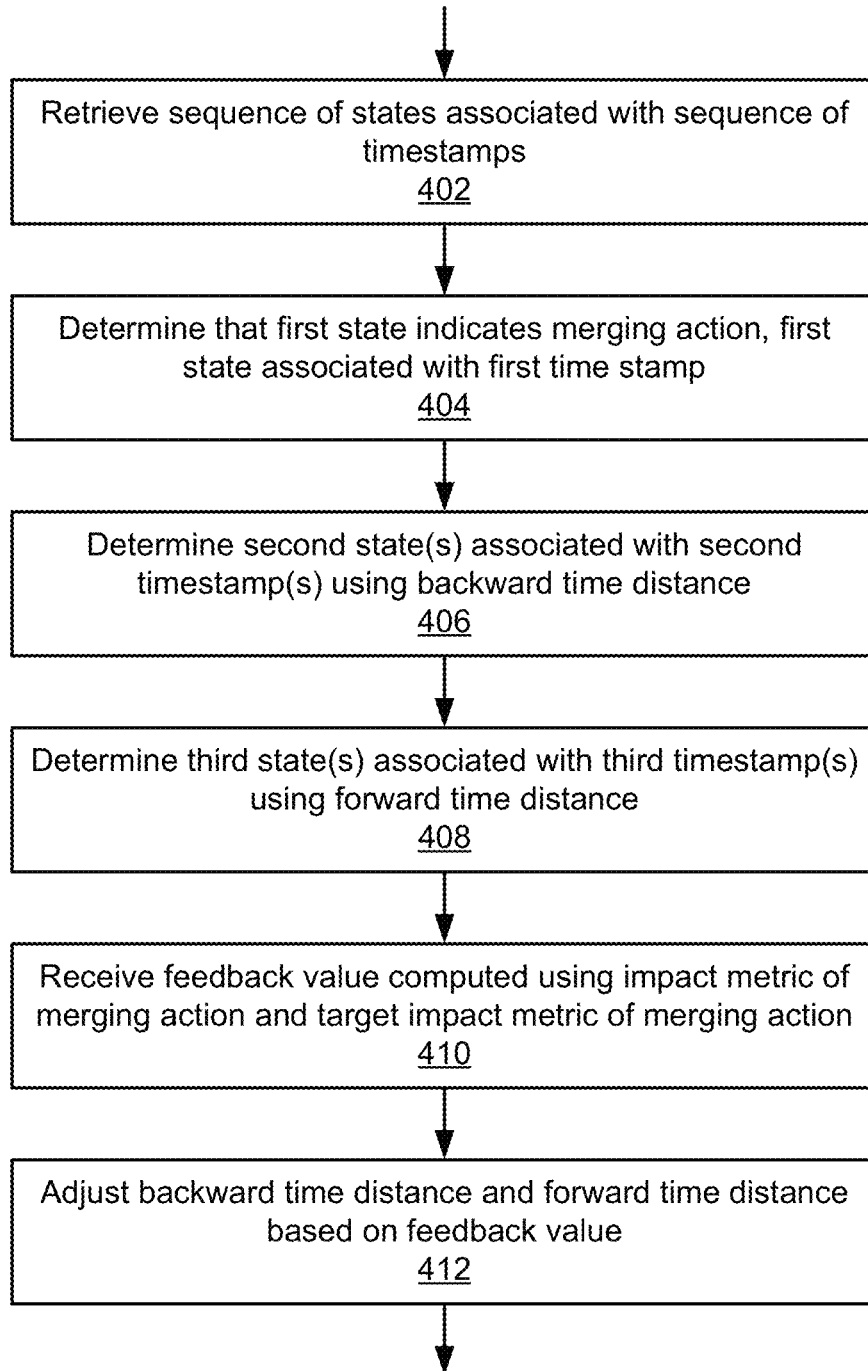 Retrieve sequence of states associated with sequence of
timestamps
402
Determine that first state indicates merging action, first
state associated with first time stamp
404
Determine second state(s) associated with second
timestamp(s) using backward time distance
406
Determine third state(s) associated with third timestamp(s)
using forward time distance
408
Receive feedback value computed using impact metric of
merging action and target impact metric of merging action
410
Adjust backward time distance and forward time distance
based on feedback value
412